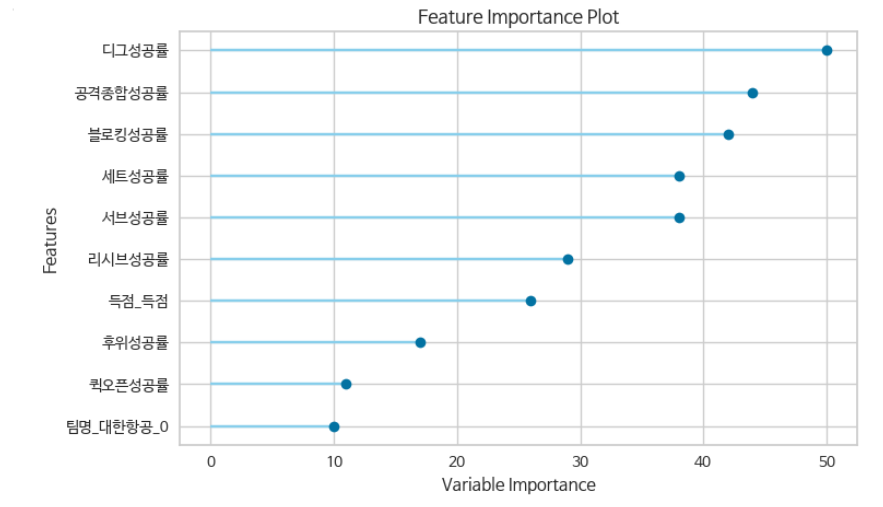 Feature Importance Plot
디그성공률
공격종합성공률
블로킹성공률
세트성공률
서브성공률
리시브성공률
득점_득점
후위성공률
퀵오픈성공률
팀명_대한항공_0
Features
0 10 20 30 40 50
Variable Importance